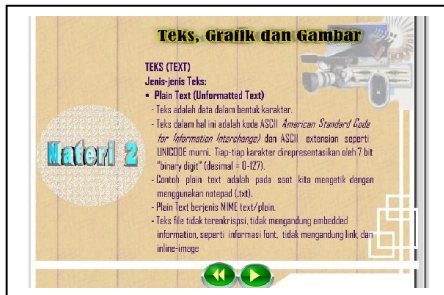 Teks, Grafik dan Gambar
TEKS (TEXT)
Jenis-jenis Teks:
• Plain Text (Unformatted Text)
- Teks adalah data dalam bentuk karakter.
- Teks dalam hal ini adalah kode ASCII American Standard Code
for Information Interchange) dan ASCII extension seperti
UNICODE murni. Tiap-tiap karakter direpresentasikan oleh 7 bit
"binary digit" (desimal = 0-127).
- Contoh plain text adalah pada saat kita mengetik dengan
menggunakan notepad (.txt).
- Plain Text berjenis MIME text/plain.
- Teks file tidak terenkrispsi, tidak mengandung embedded
information, seperti informasi font, tidak mengandung link, dan
inline-image
Materi 2